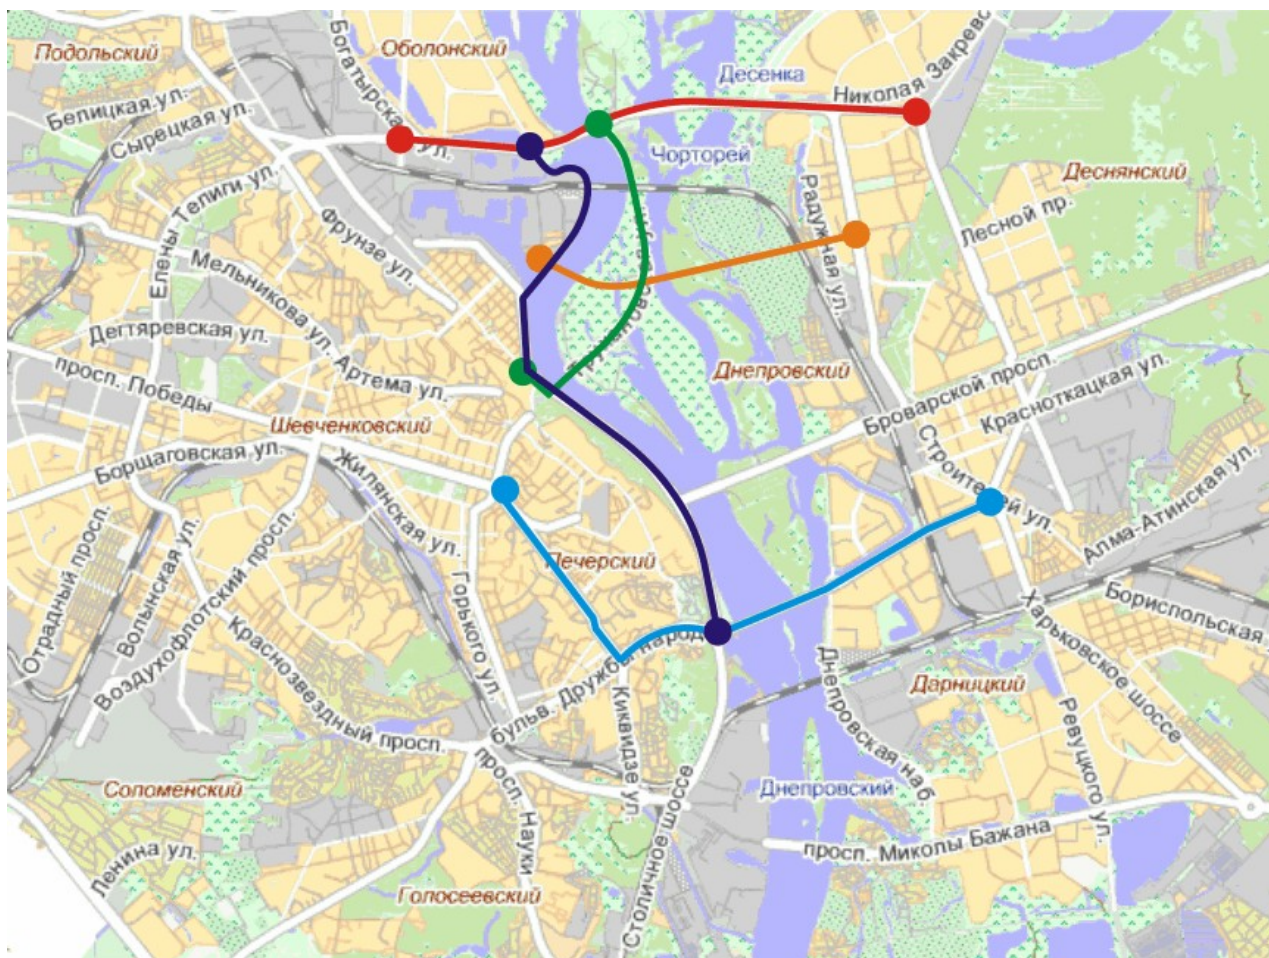 Подольский
Богатырская ул.
Оболонский
Десенка
Николая Закревс
Белицкая ул.
Сырецкая ул.
Чорторей
Деснянский
Елены Телиги ул.
Фрунзе ул.
Радужная ул.
Лесной пр.
Мельникова ул.
Дегтяревская ул.
Артема ул.
просп. Победы
Днепровский
Броварской просп.
Красноткацкая ул.
Шевченковский
Борщаговская ул.
Жилянская ул.
Строителей ул.
Алма-Атинская ул.
Отрадный просп.
Волынская ул.
Воздухофлотский просп.
Печерский
Горького ул.
Бориспольская
Харьковское шоссе
Краснозвездный просп.
бульв. Дружбы народ
Киквидзе ул.
Днепровская наб.
Дарницкий
Ревуцкого ул.
Соломенский
просп. Науки
Столичное шоссе
Днепровский
просп. Миколы Бажана
Ленина ул.
Голосеевский